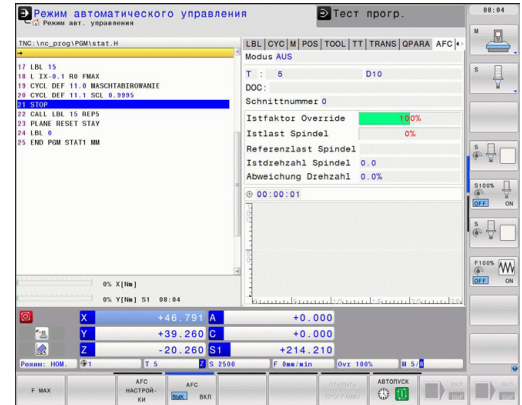 Режим автоматического управления
Режим авт. управления
Тест прогр.
08:04
TNC:\nc_prog\PGM\stat.H
→
17 LBL 15
18 L IX-0.1 R0 FMAX
19 CYCL DEF 11.0 MASCHTABIROWANIE
20 CYCL DEF 11.1 SCL 0.9995
21 STOP
22 CALL LBL 15 REP5
23 PLANE RESET STAY
24 LBL 0
25 END PGM STAT1 MM
LBL CYC M POS TOOL TT TRANS QPARA AFC
Modus AUS
T : 5 D10
DOC:
Schnittnummer 0
Istfaktor Override 100%
Istlast Spindel 0%
Referenzlast Spindel
Istdrehzahl Spindel 0.0
Abweichung Drehzahl 0.0%
00:00:01
0% X[Nm]
0% Y[Nm] S1 08:04
X +46.791 A +0.000
Y +39.260 C +0.000
Z -20.260 S1 +214.210
Режим: НОМ. 1 T 5 Z S 2500 F 0mm/min Ovr 100% M 5/8
M
S
S
S100%
OFF ON
S
F100%
OFF ON
F MAX
AFC
НАСТРОЙ-
КИ
AFC
ВЫК ВКЛ
ОТКРЫТЬ
ПРОГРАММУ
АВТОПУСК